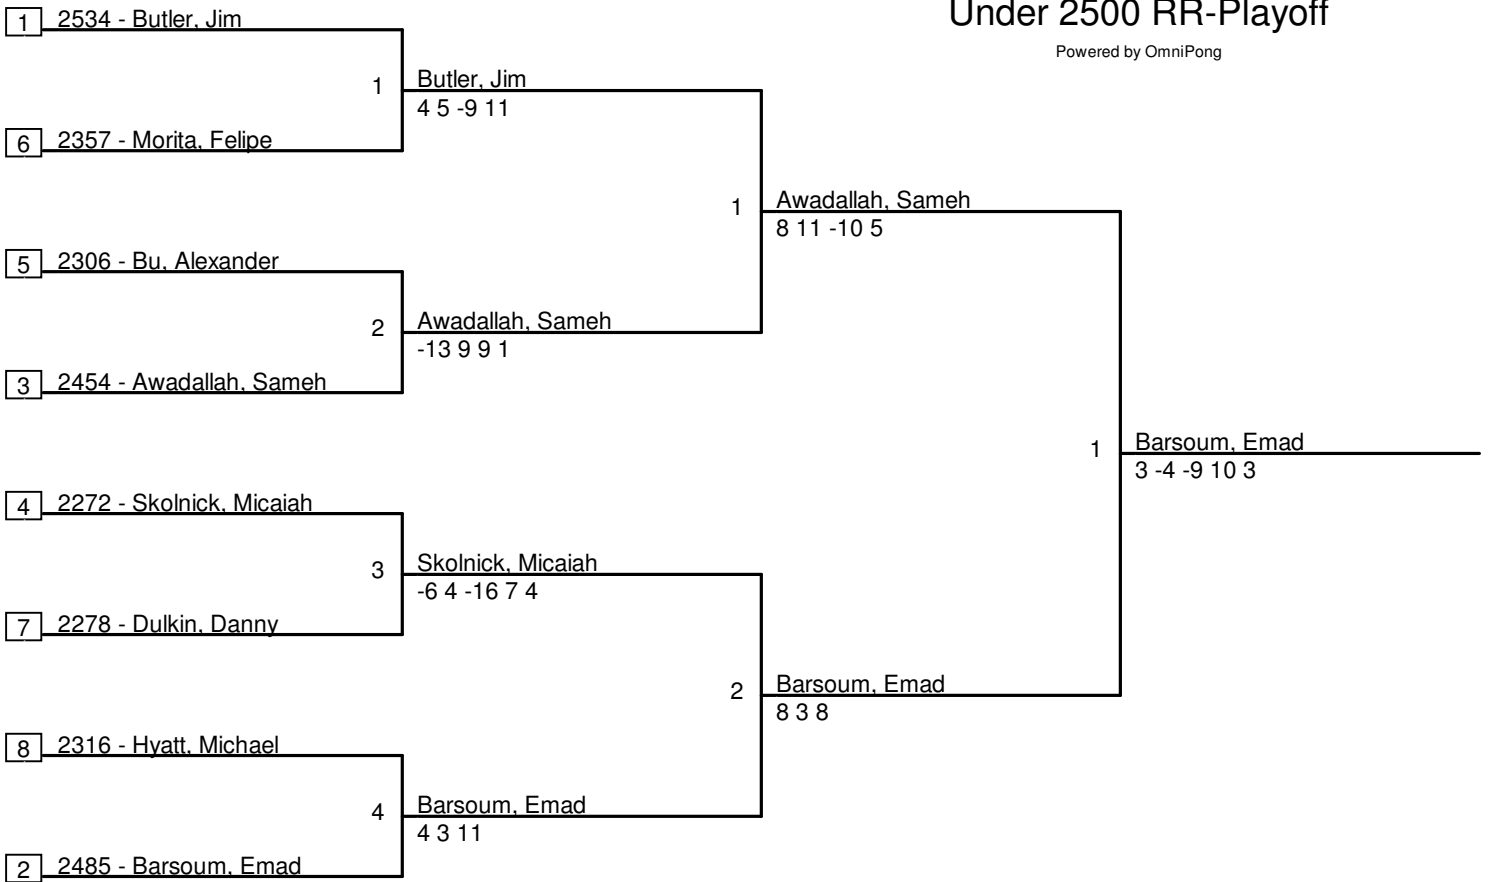 Under 2500 RR-Playoff
Powered by OmniPong
1 2534 - Butler, Jim
1 Butler, Jim
4 5 -9 11
6 2357 - Morita, Felipe
1 Awadallah, Sameh
8 11 -10 5
5 2306 - Bu, Alexander
2 Awadallah, Sameh
-13 9 9 1
3 2454 - Awadallah, Sameh
1 Barsoum, Emad
3 -4 -9 10 3
4 2272 - Skolnick, Micaiah
3 Skolnick, Micaiah
-6 4 -16 7 4
7 2278 - Dulkin, Danny
2 Barsoum, Emad
8 3 8
8 2316 - Hyatt, Michael
4 Barsoum, Emad
4 3 11
2 2485 - Barsoum, Emad